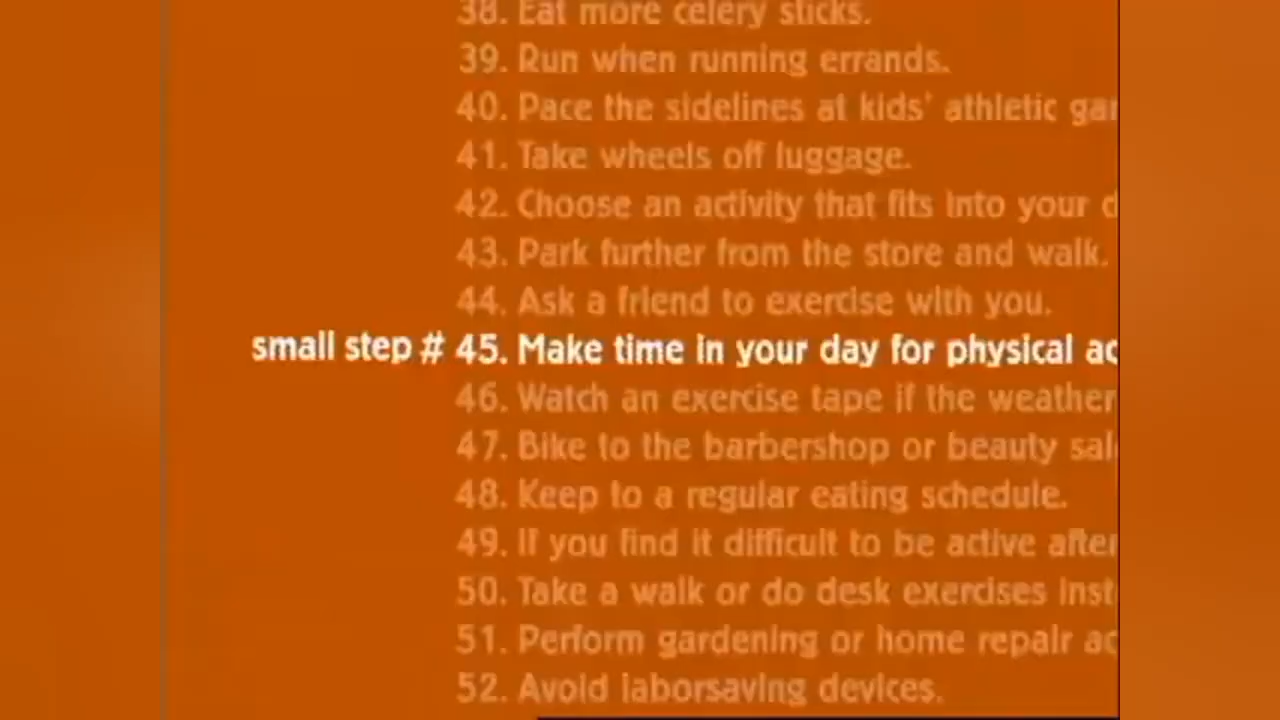 38. Eat more celery sticks.
39. Run when running errands.
40. Pace the sidelines at kids' athletic
41. Take wheels off luggage.
42. Choose an activity that fits into your
43. Park further from the store and walk.
44. Ask a friend to exercise with you.
small step # 45. Make time in your day for physical
46. Watch an exercise tape if the weather
47. Bike to the barbershop or beauty
48. Keep to a regular eating schedule.
49. If you find it difficult to be active after
50. Take a walk or do desk exercises
51. Perform gardening or home repair
52. Avoid laborsaving devices.